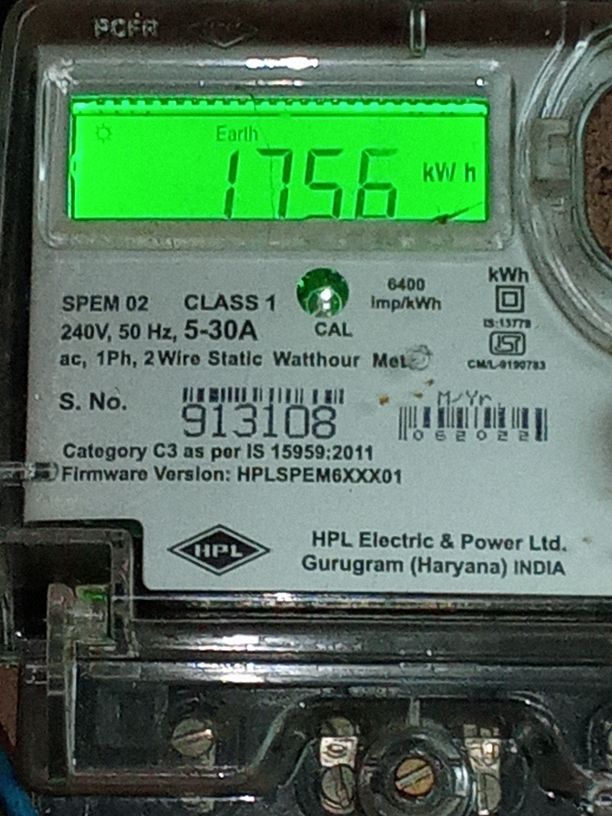 Earth
1756 kWh
SPEM 02 CLASS 1
CAL
6400
imp/kWh
kWh
240V, 50 Hz, 5-30A
IS:13779
ac, 1Ph, 2 Wire Static Watthour
CM/L-9190783
S. No. 913108
M/Yr.
062022
Category C3 as per IS 15959:2011
Firmware Version: HPLSPEM6XXX01
HPL
HPL Electric & Power Ltd.
Gurugram (Haryana) INDIA